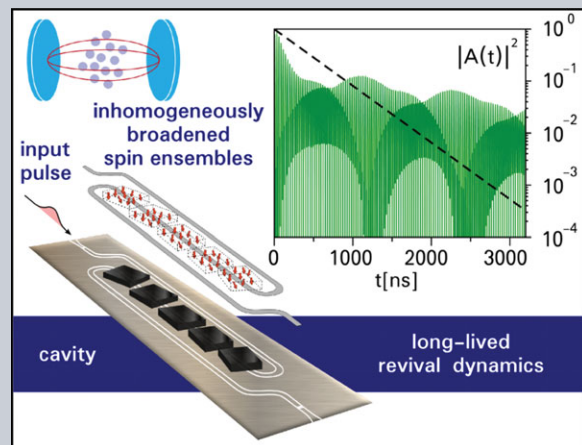 inhomogeneously
broadened
spin ensembles
input
pulse
|A(t)|²
10⁰
10⁻¹
10⁻²
10⁻³
10⁻⁴
0 1000 2000 3000
t[ns]
cavity
long-lived
revival dynamics